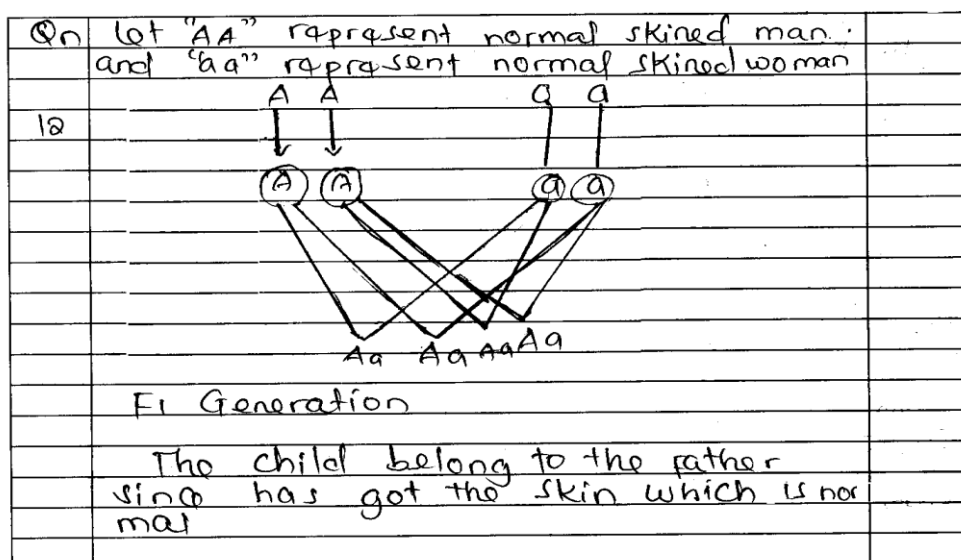 Qn let "AA" represent normal skined man.
and "aa" represent normal skined woman
A A a a
12
A A a a
Aa Aa Aa Aa
F1 Generation
The child belong to the father
since has got the skin which is nor
mal